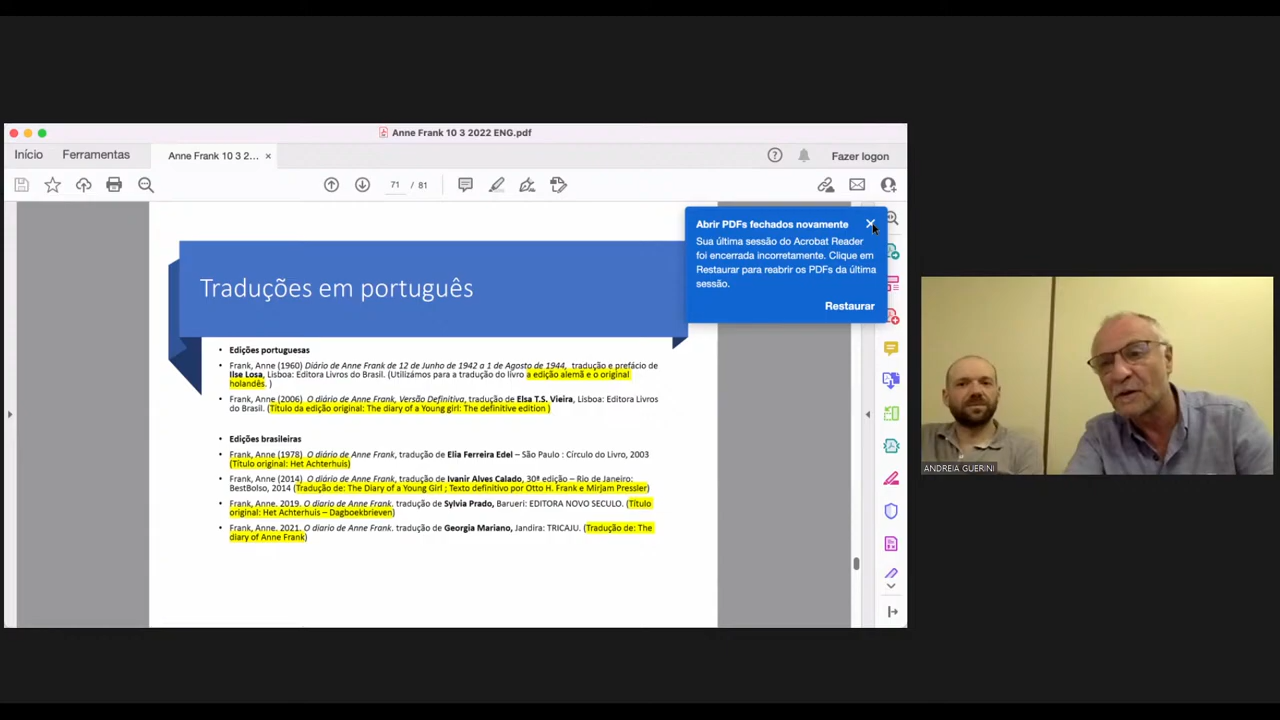 Anne Frank 10 3 2022 ENG.pdf
Início Ferramentas Anne Frank 10 3 2... × Fazer logon
71 / 81
Abrir PDFs fechados novamente
Sua última sessão do Acrobat Reader
foi encerrada incorretamente. Clique em
Restaurar para reabrir os PDFs da última
sessão.
Restaurar
Traduções em português
• Edições portuguesas
• Frank, Anne (1960) Diário de Anne Frank de 12 de Junho de 1942 a 1 de Agosto de 1944, tradução e prefácio de
Ilse Losa, Lisboa: Editora Livros do Brasil. (Utilizámos para a tradução do livro a edição alemã e o original
holandês. )
• Frank, Anne (2006) O diário de Anne Frank, Versão Definitiva, tradução de Elsa T.S. Vieira, Lisboa: Editora Livros
do Brasil. (Título da edição original: The diary of a Young girl: The definitive edition )
• Edições brasileiras
• Frank, Anne (1978) O diário de Anne Frank, tradução de Elia Ferreira Edel – São Paulo : Círculo do Livro, 2003
(Título original: Het Achterhuis)
• Frank, Anne (2014) O diário de Anne Frank, tradução de Ivanir Alves Calado, 30ª edição – Rio de Janeiro:
BestBolso, 2014 (Tradução de: The Diary of a Young Girl ; Texto definitivo por Otto H. Frank e Mirjam Pressler)
• Frank, Anne. 2019. O diario de Anne Frank. tradução de Sylvia Prado, Barueri: EDITORA NOVO SECULO. (Título
original: Het Achterhuis – Dagboekbrieven)
• Frank, Anne. 2021. O diario de Anne Frank. tradução de Georgia Mariano, Jandira: TRICAJU. (Tradução de: The
diary of Anne Frank)
ANDREIA GUERINI